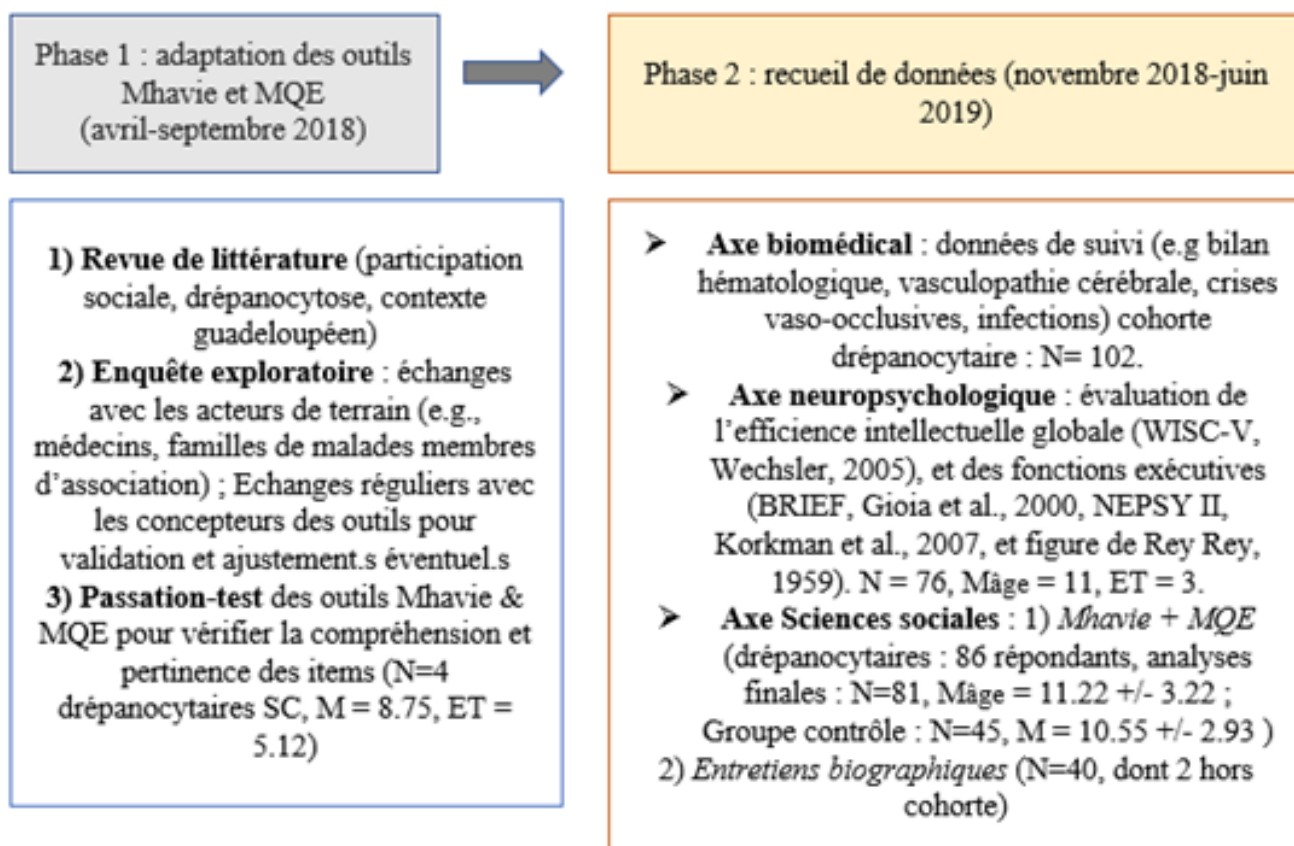 Phase 1 : adaptation des outils
Mhavie et MQE
(avril-septembre 2018)
Phase 2 : recueil de données (novembre 2018-juin
2019)
1) Revue de littérature (participation
sociale, drépanocytose, contexte
guadeloupéen)
2) Enquête exploratoire : échanges
avec les acteurs de terrain (e.g.,
médecins, familles de malades membres
d'association) ; Echanges réguliers avec
les concepteurs des outils pour
validation et ajustement.s éventuel.s
3) Passation-test des outils Mhavie &
MQE pour vérifier la compréhension et
pertinence des items (N=4
drépanocytaires SC, M = 8.75, ET =
5.12)
➤ Axe biomédical : données de suivi (e.g bilan
hématologique, vasculopathie cérébrale, crises
vaso-occlusives, infections) cohorte
drépanocytaire : N= 102.
➤ Axe neuropsychologique : évaluation de
l'efficience intellectuelle globale (WISC-V,
Wechsler, 2005), et des fonctions exécutives
(BRIEF, Gioia et al., 2000, NEPSY II,
Korkman et al., 2007, et figure de Rey Rey,
1959). N = 76, Mâge = 11, ET = 3.
➤ Axe Sciences sociales : 1) Mhavie + MQE
(drépanocytaires : 86 répondants, analyses
finales : N=81, Mâge = 11.22 +/- 3.22 ;
Groupe contrôle : N=45, M = 10.55 +/- 2.93 )
2) Entretiens biographiques (N=40, dont 2 hors
cohorte)